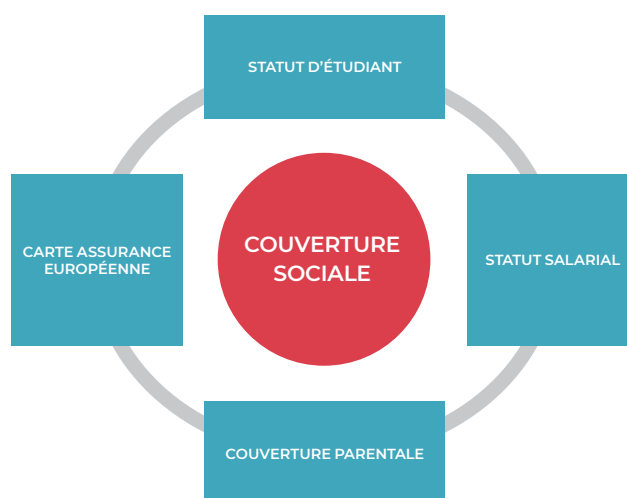 STATUT D'ÉTUDIANT
CARTE ASSURANCE
EUROPÉENNE
COUVERTURE
SOCIALE
STATUT SALARIAL
COUVERTURE PARENTALE